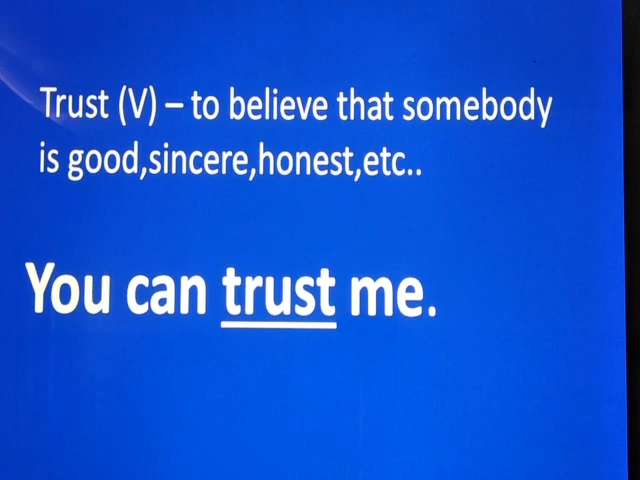 Trust (V) – to believe that somebody
is good,sincere,honest,etc..
You can trust me.